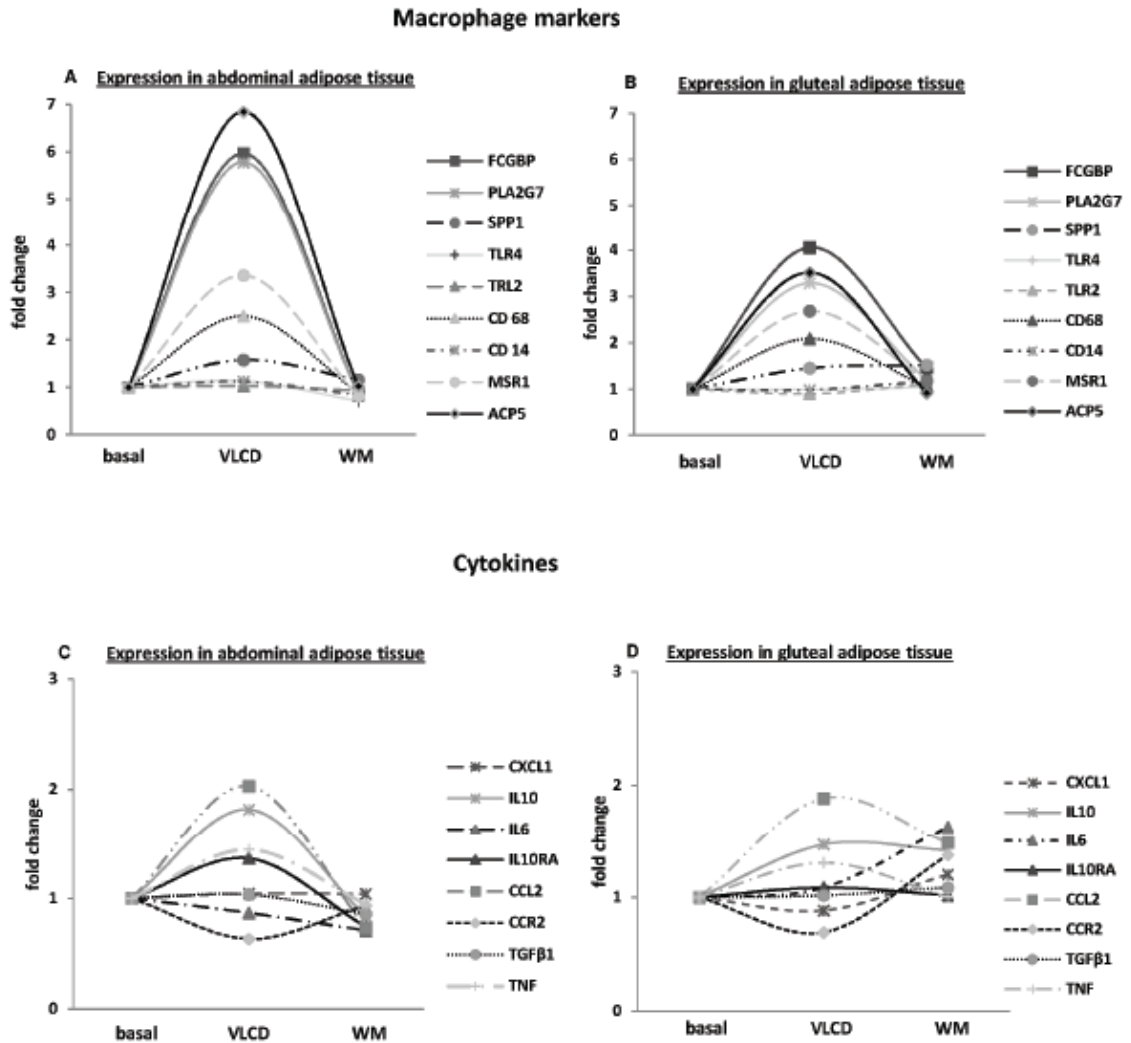 Macrophage markers
A Expression in abdominal adipose tissue
7
6
5
4
3
2
1
0
fold change
basal VLCD WM
FCGBP
PLA2G7
SPP1
TLR4
TRL2
CD 68
CD 14
MSR1
ACP5
B Expression in gluteal adipose tissue
7
6
5
4
3
2
1
0
fold change
basal VLCD WM
FCGBP
PLA2G7
SPP1
TLR4
TLR2
CD68
CD14
MSR1
ACP5
Cytokines
C Expression in abdominal adipose tissue
3
2
1
0
fold change
basal VLCD WM
CXCL1
IL10
IL6
IL10RA
CCL2
CCR2
TGFβ1
TNF
D Expression in gluteal adipose tissue
3
2
1
0
fold change
basal VLCD WM
CXCL1
IL10
IL6
IL10RA
CCL2
CCR2
TGFβ1
TNF